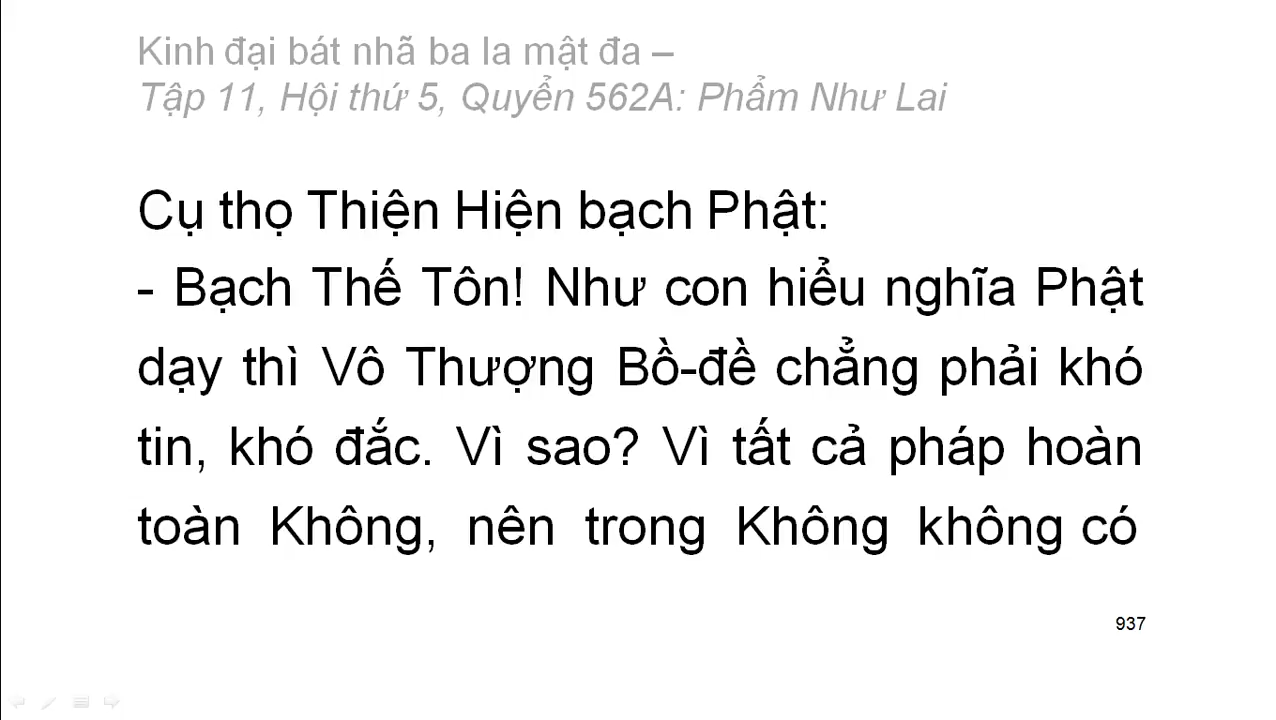 Kinh đại bát nhã ba la mật đa –
Tập 11, Hội thứ 5, Quyển 562A: Phẩm Như Lai
Cụ thọ Thiện Hiện bạch Phật:
- Bạch Thế Tôn! Như con hiểu nghĩa Phật
dạy thì Vô Thượng Bồ-đề chẳng phải khó
tin, khó đắc. Vì sao? Vì tất cả pháp hoàn
toàn Không, nên trong Không không có
937